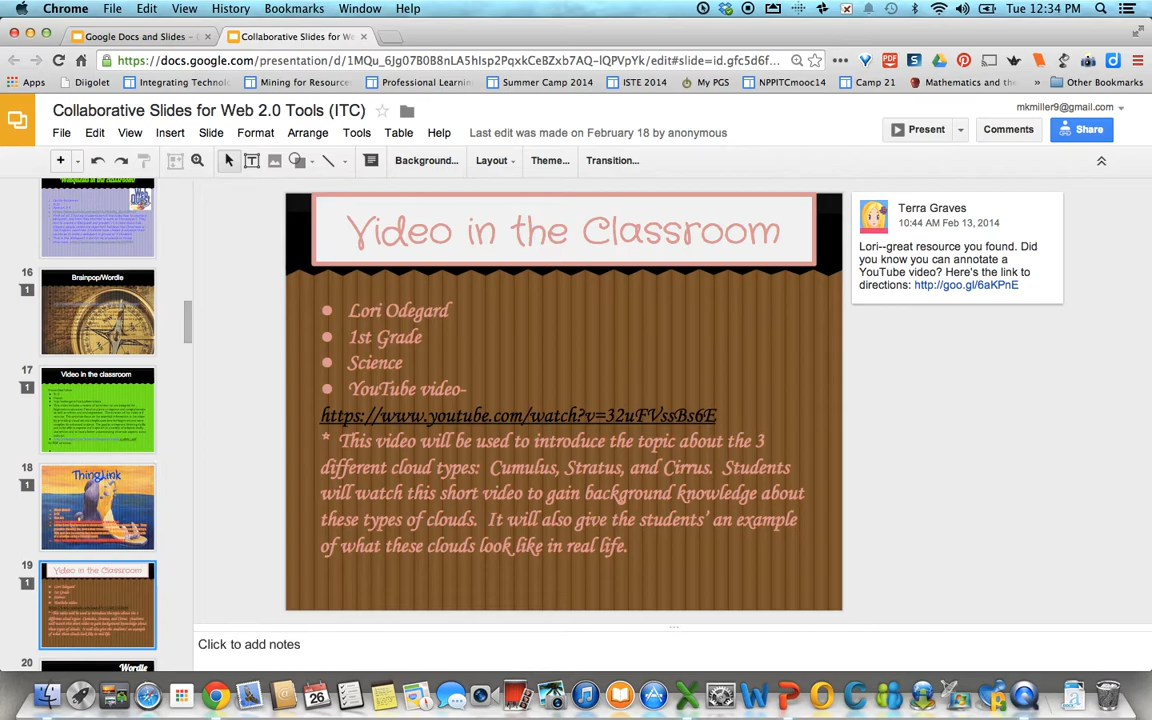 Chrome File Edit View History Bookmarks Window Help Tue 12:34 PM
Google Docs and Slides – Collaborative Slides for We
https://docs.google.com/presentation/d/1MQu_6Jg07B0B8nLA5hIsp2PqxkCeBZxb7AQ-lQPVpYk/edit#slide=id.gfc5d6f...
Apps Diigolet Integrating Technol Mining for Resource Professional Learning Summer Camp 2014 ISTE 2014 My PGS NPPITCmooc14 Camp 21 Mathematics and the » Other Bookmarks
Collaborative Slides for Web 2.0 Tools (ITC)
mkmiller9@gmail.com
File Edit View Insert Slide Format Arrange Tools Table Help Last edit was made on February 18 by anonymous
Present Comments Share
Background... Layout Theme... Transition...
16
1
Brainpop/Wordle
17
1
Video in the classroom
18
1
ThingLink
19
1
Video in the Classroom
20
Wordle
Video in the Classroom
Lori Odegard
1st Grade
Science
YouTube video-
https://www.youtube.com/watch?v=32uFVssBs6E
* This video will be used to introduce the topic about the 3
different cloud types: Cumulus, Stratus, and Cirrus. Students
will watch this short video to gain background knowledge about
these types of clouds. It will also give the students' an example
of what these clouds look like in real life.
Terra Graves
10:44 AM Feb 13, 2014
Lori--great resource you found. Did
you know you can annotate a
YouTube video? Here's the link to
directions: http://goo.gl/6aKPnE
Click to add notes